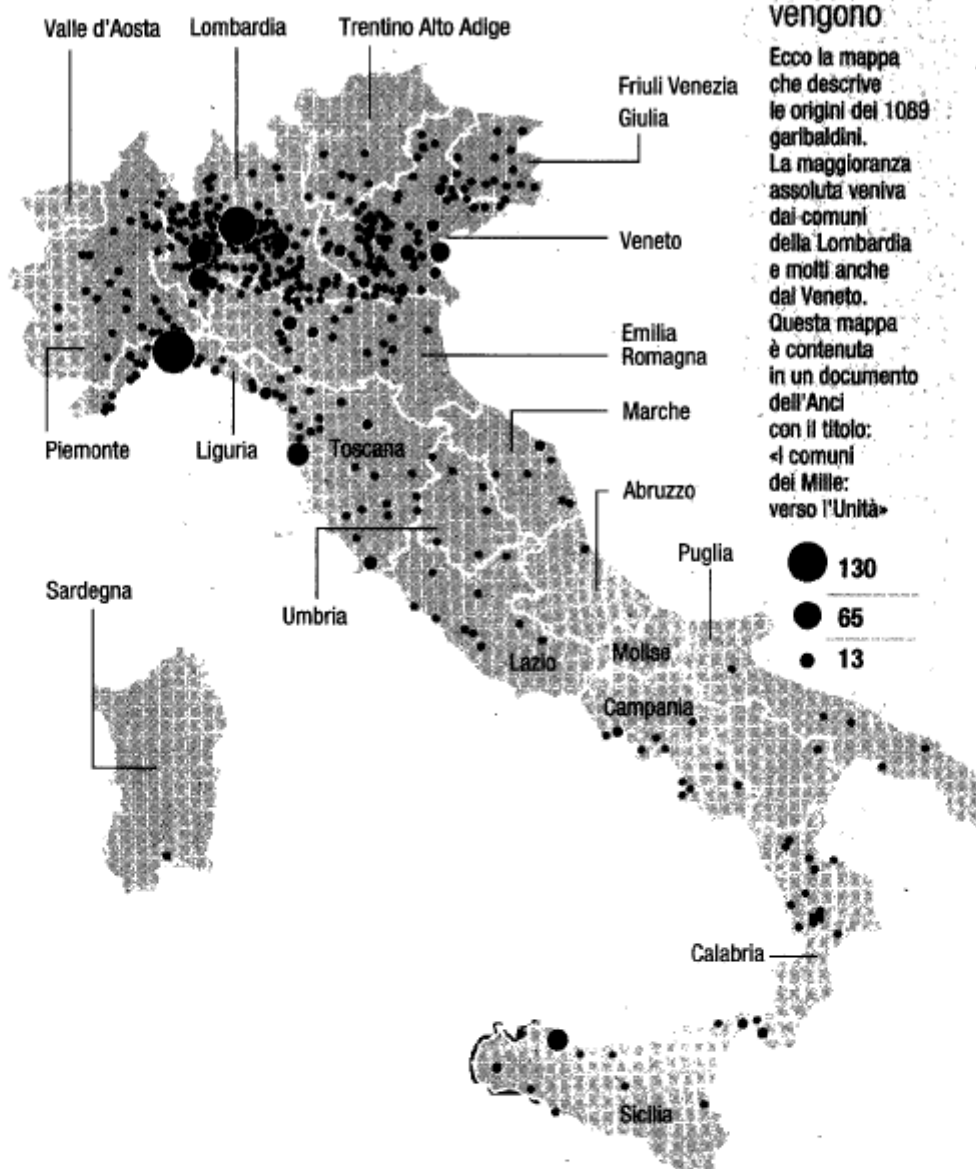 vengono
Ecco la mappa
che descrive
le origini dei 1089
garibaldini.
La maggioranza
assoluta veniva
dai comuni
della Lombardia
e molti anche
dal Veneto.
Questa mappa
è contenuta
in un documento
dell'Anci
con il titolo:
«I comuni
dei Mille:
verso l'Unità»
130
65
13
Valle d'Aosta
Lombardia
Trentino Alto Adige
Friuli Venezia
Giulia
Veneto
Emilia
Romagna
Marche
Abruzzo
Puglia
Piemonte
Liguria
Toscana
Umbria
Sardegna
Lazio
Molise
Campania
Calabria
Sicilia